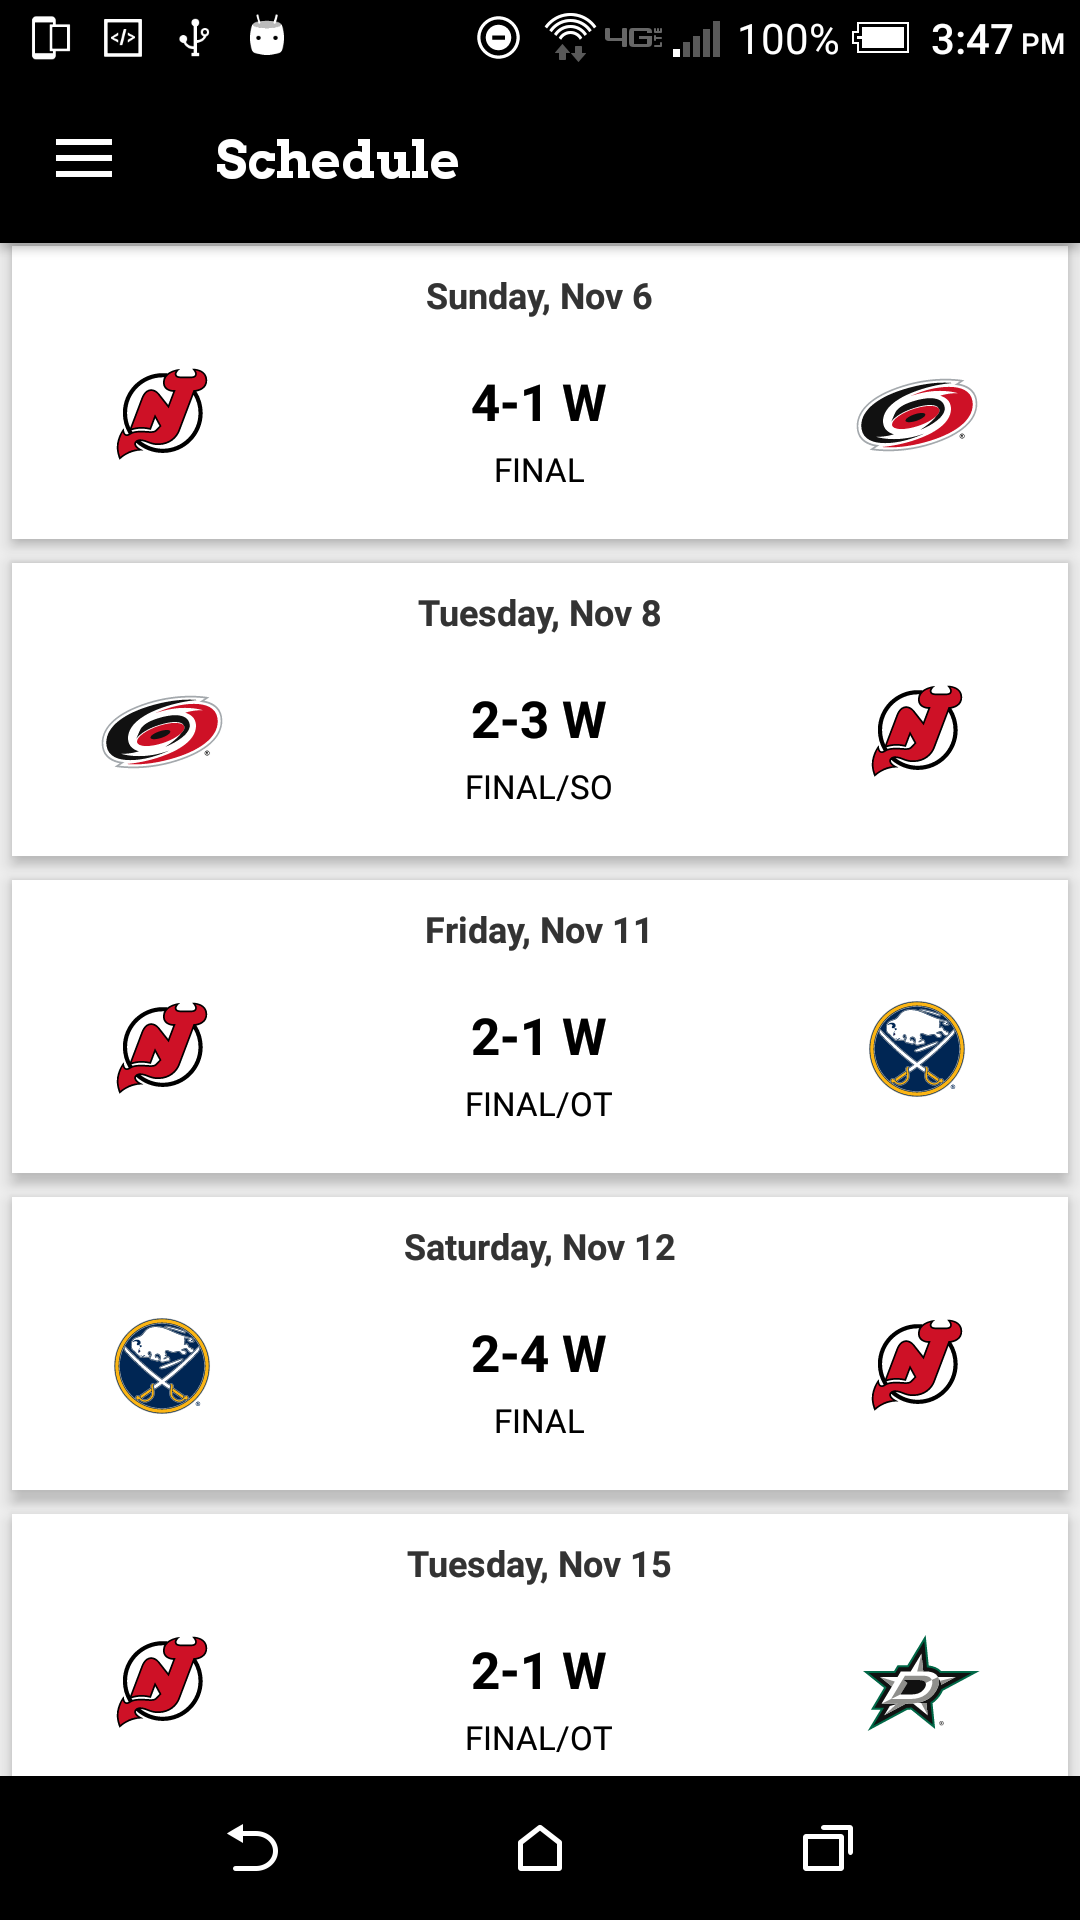 4G LTE 100% 3:47 PM
Schedule
Sunday, Nov 6
4-1 W
FINAL
Tuesday, Nov 8
2-3 W
FINAL/SO
Friday, Nov 11
2-1 W
FINAL/OT
Saturday, Nov 12
2-4 W
FINAL
Tuesday, Nov 15
2-1 W
FINAL/OT